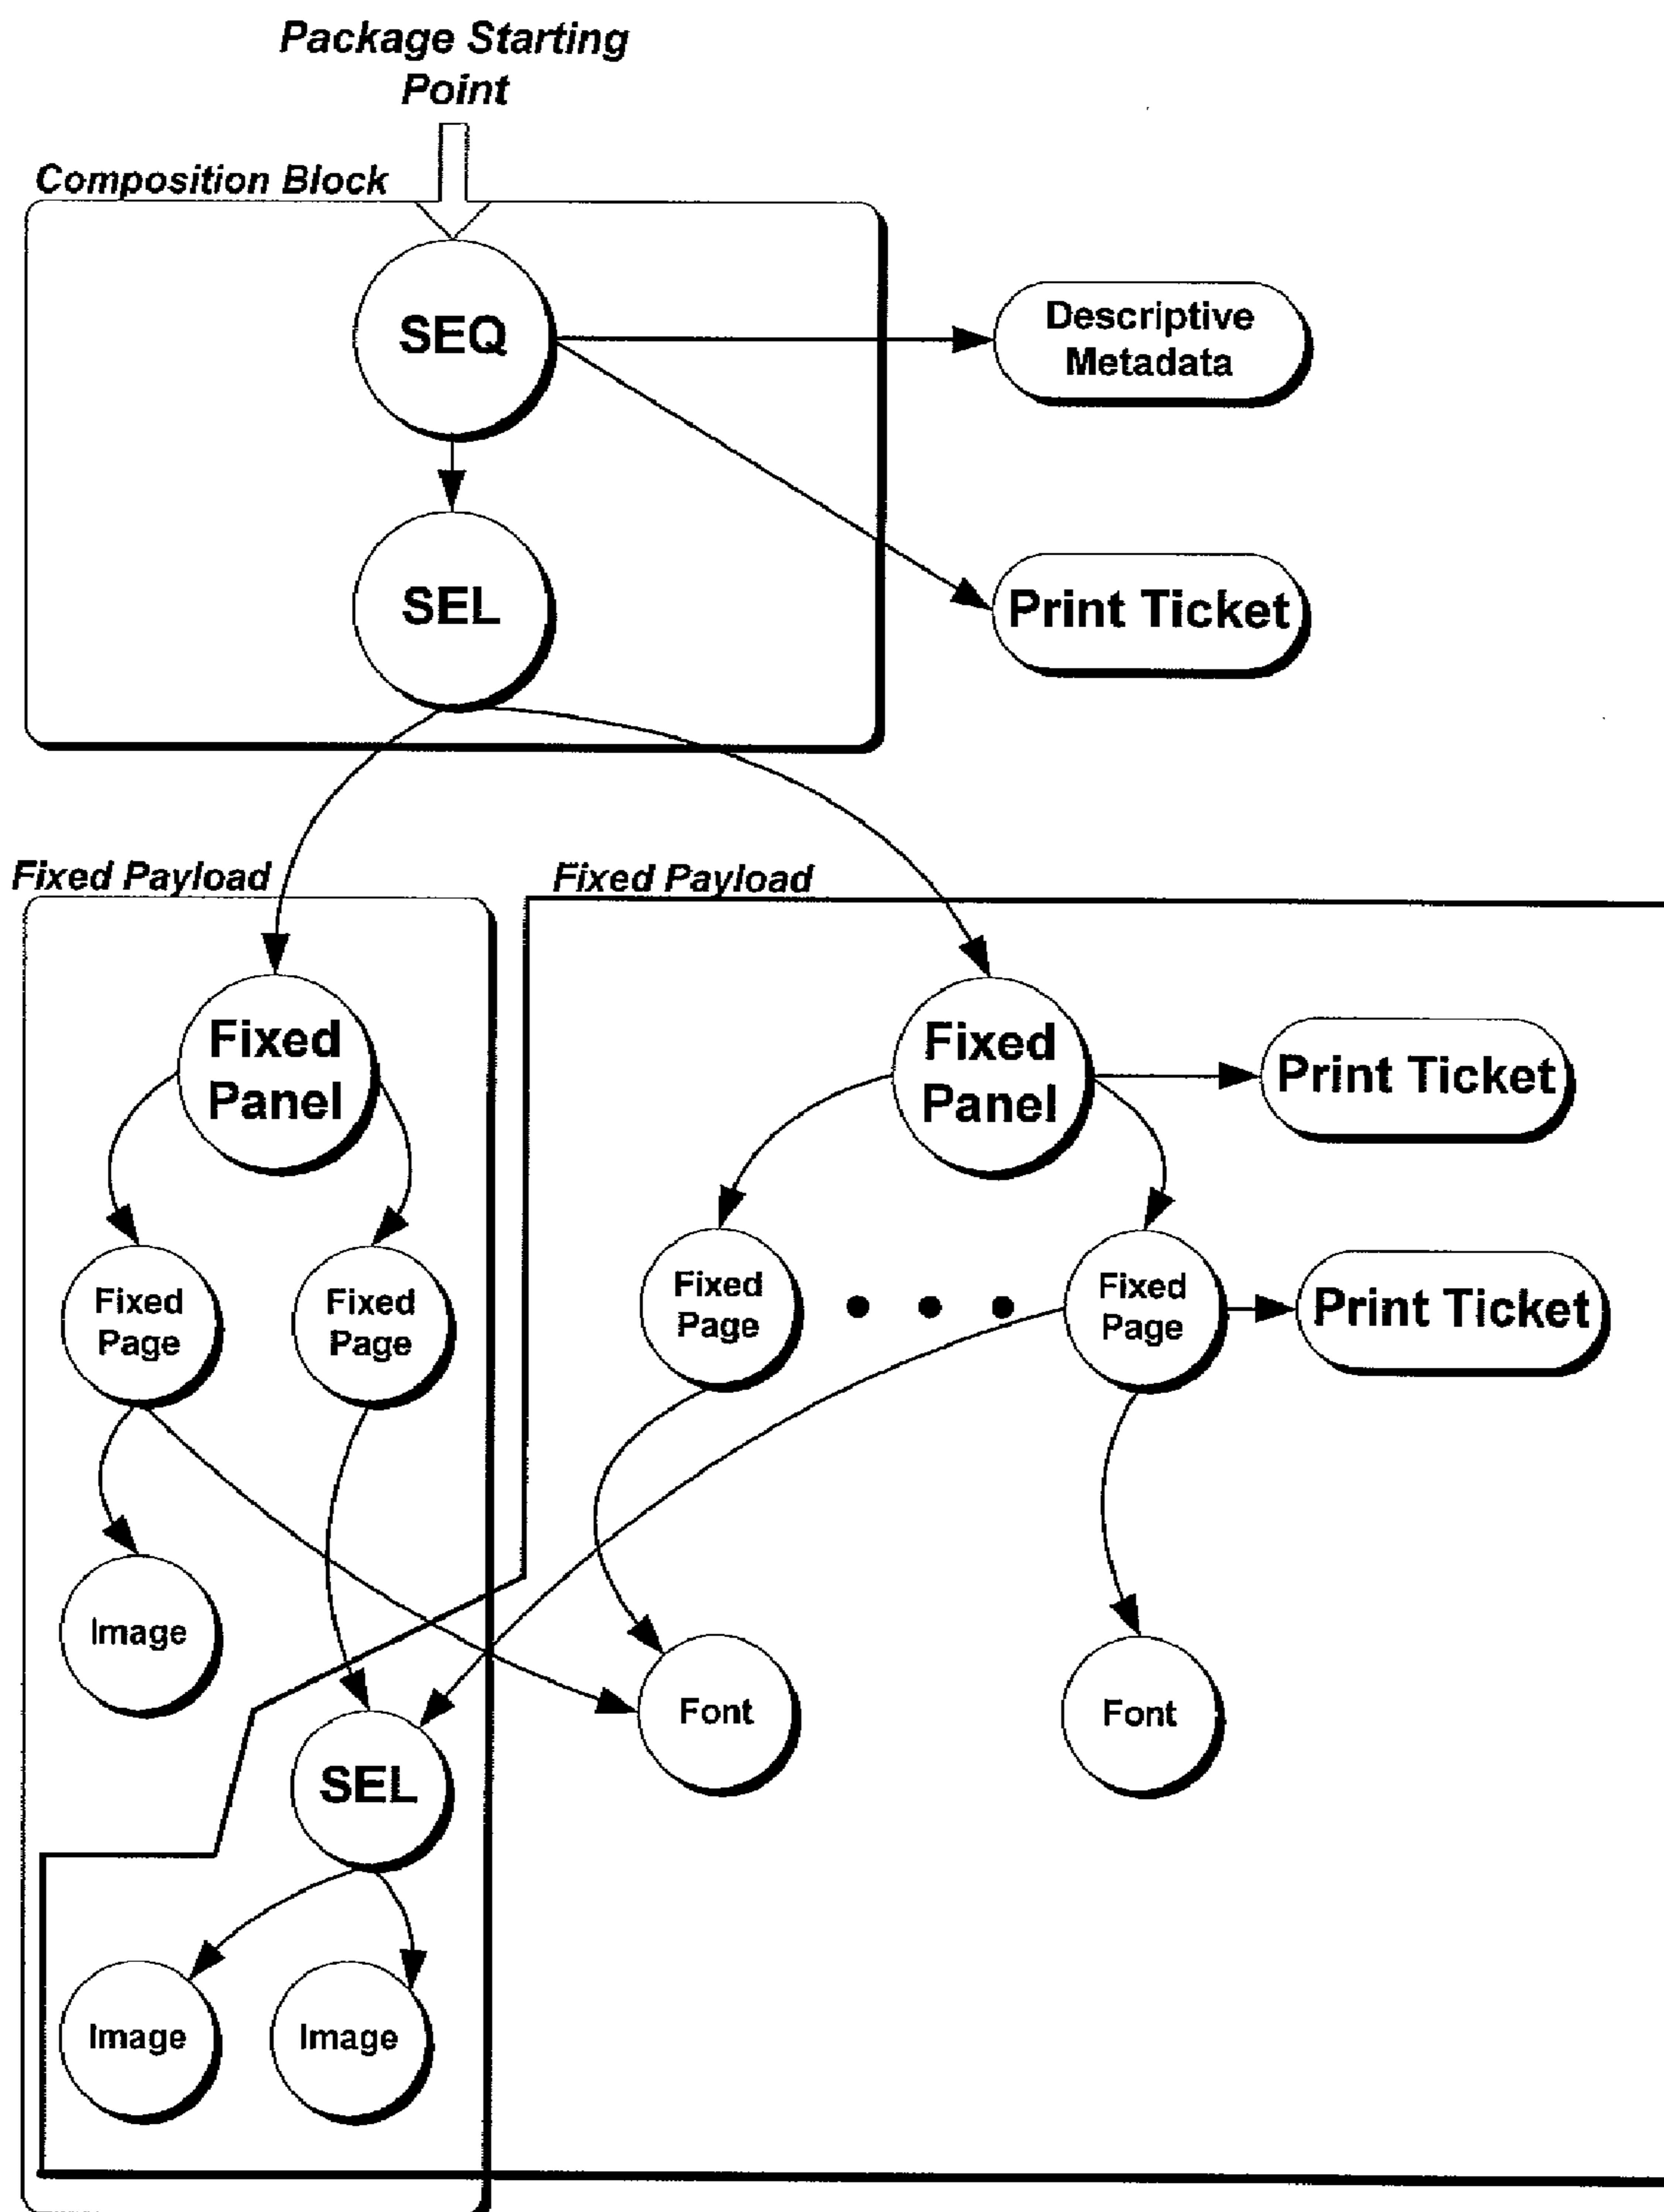 Package Starting
Point
Composition Block
SEQ
Descriptive
Metadata
SEL
Print Ticket
Fixed Payload
Fixed Payload
Fixed
Panel
Fixed
Panel
Print Ticket
Fixed
Page
Fixed
Page
Fixed
Page
Fixed
Page
Print Ticket
Image
Font
Font
SEL
Image
Image